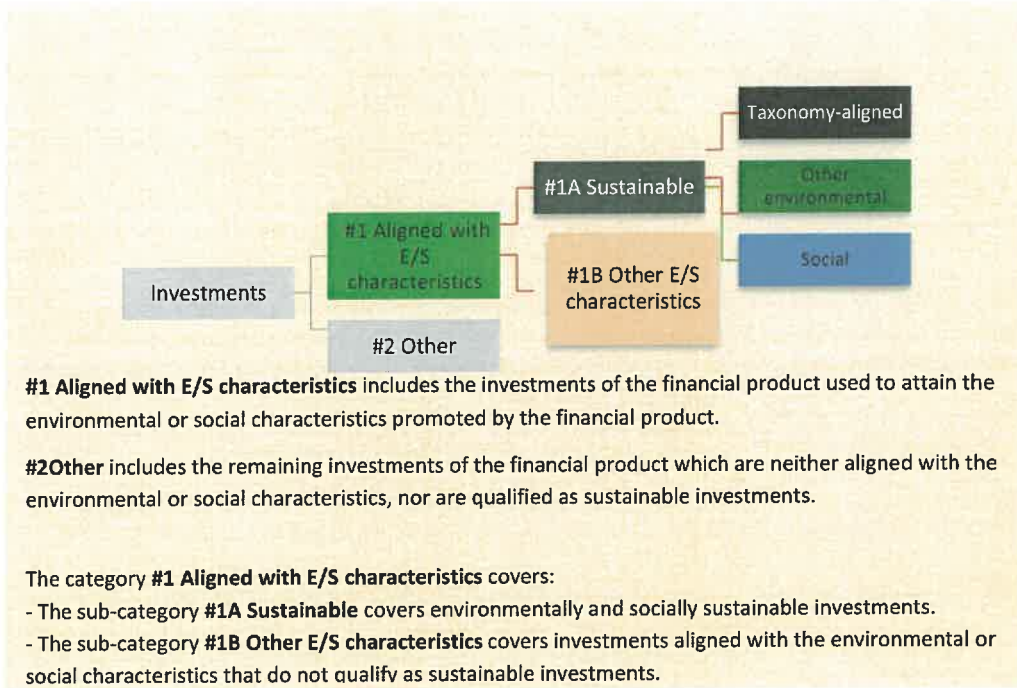 Taxonomy-aligned
#1A Sustainable
Other
environmental
#1 Aligned with
E/S
characteristics
Social
#1B Other E/S
characteristics
Investments
#2 Other
#1 Aligned with E/S characteristics includes the investments of the financial product used to attain the
environmental or social characteristics promoted by the financial product.
#2Other includes the remaining investments of the financial product which are neither aligned with the
environmental or social characteristics, nor are qualified as sustainable investments.
The category #1 Aligned with E/S characteristics covers:
- The sub-category #1A Sustainable covers environmentally and socially sustainable investments.
- The sub-category #1B Other E/S characteristics covers investments aligned with the environmental or
social characteristics that do not qualify as sustainable investments.